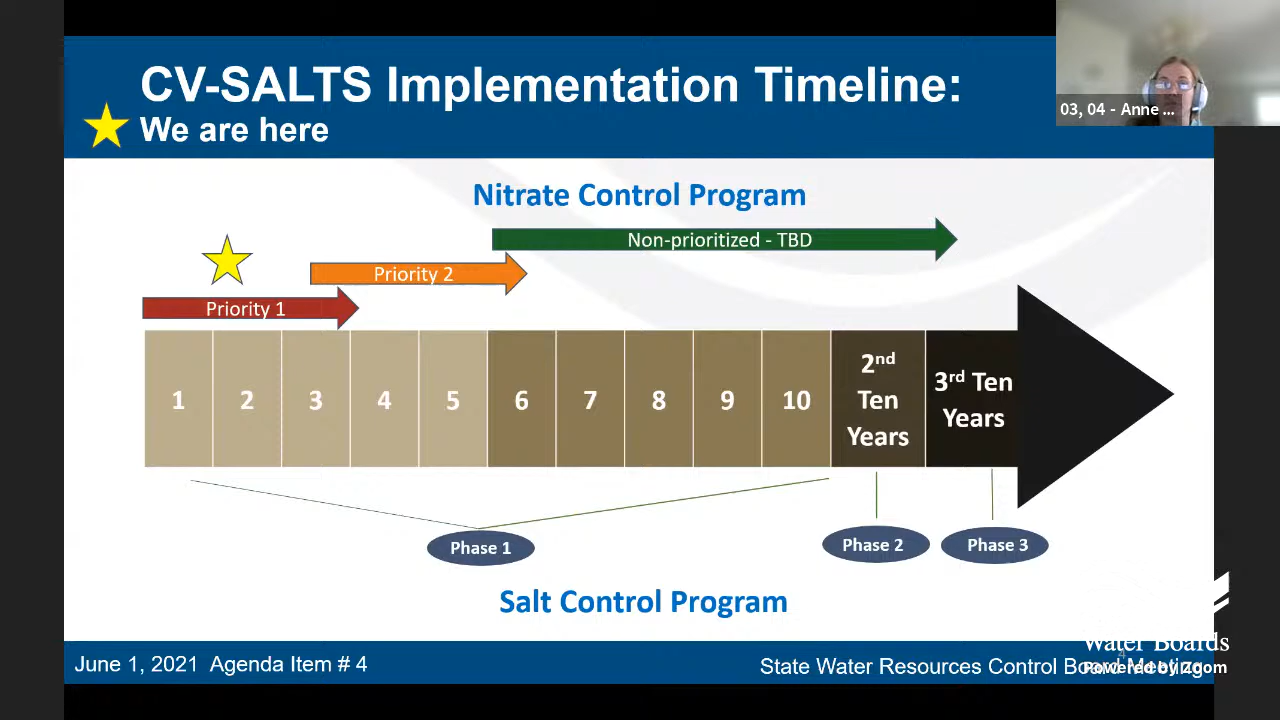 CV-SALTS Implementation Timeline:
We are here
03, 04 - Anne ...
Nitrate Control Program
Non-prioritized - TBD
Priority 2
Priority 1
1 2 3 4 5 6 7 8 9 10
2nd
Ten
Years
3rd Ten
Years
Phase 1
Phase 2
Phase 3
Salt Control Program
Water Boards
June 1, 2021 Agenda Item # 4
State Water Resources Control Board Meeting
4
Powered by Zoom